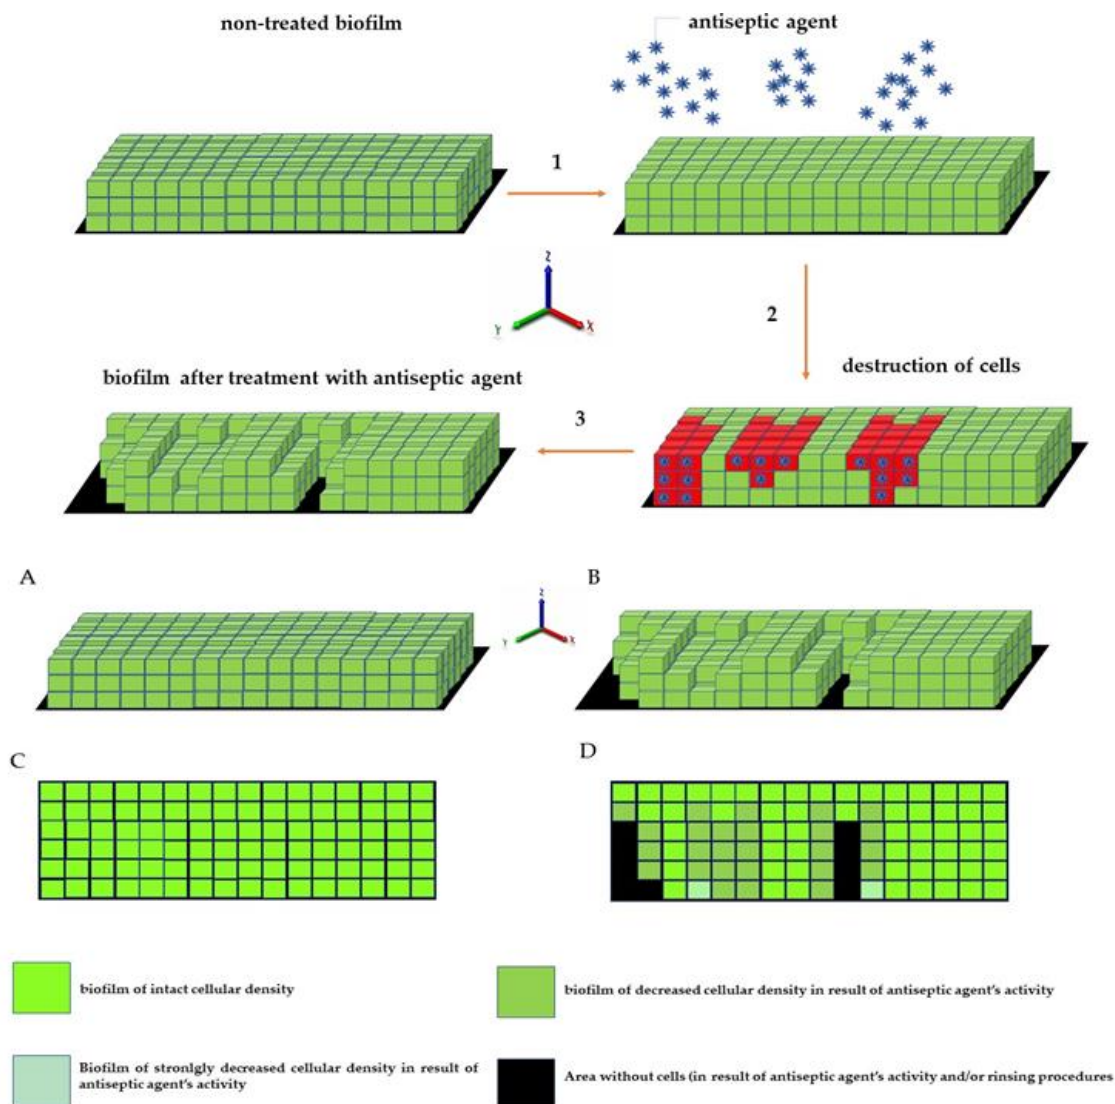 non-treated biofilm
antiseptic agent
1
Z
Y
X
2
biofilm after treatment with antiseptic agent
destruction of cells
3
A
B
Z
Y
X
C
D
biofilm of intact cellular density
biofilm of decreased cellular density in result of antiseptic agent's activity
Biofilm of stronlgly decreased cellular density in result of
antiseptic agent's activity
Area without cells (in result of antiseptic agent's activity and/or rinsing procedures